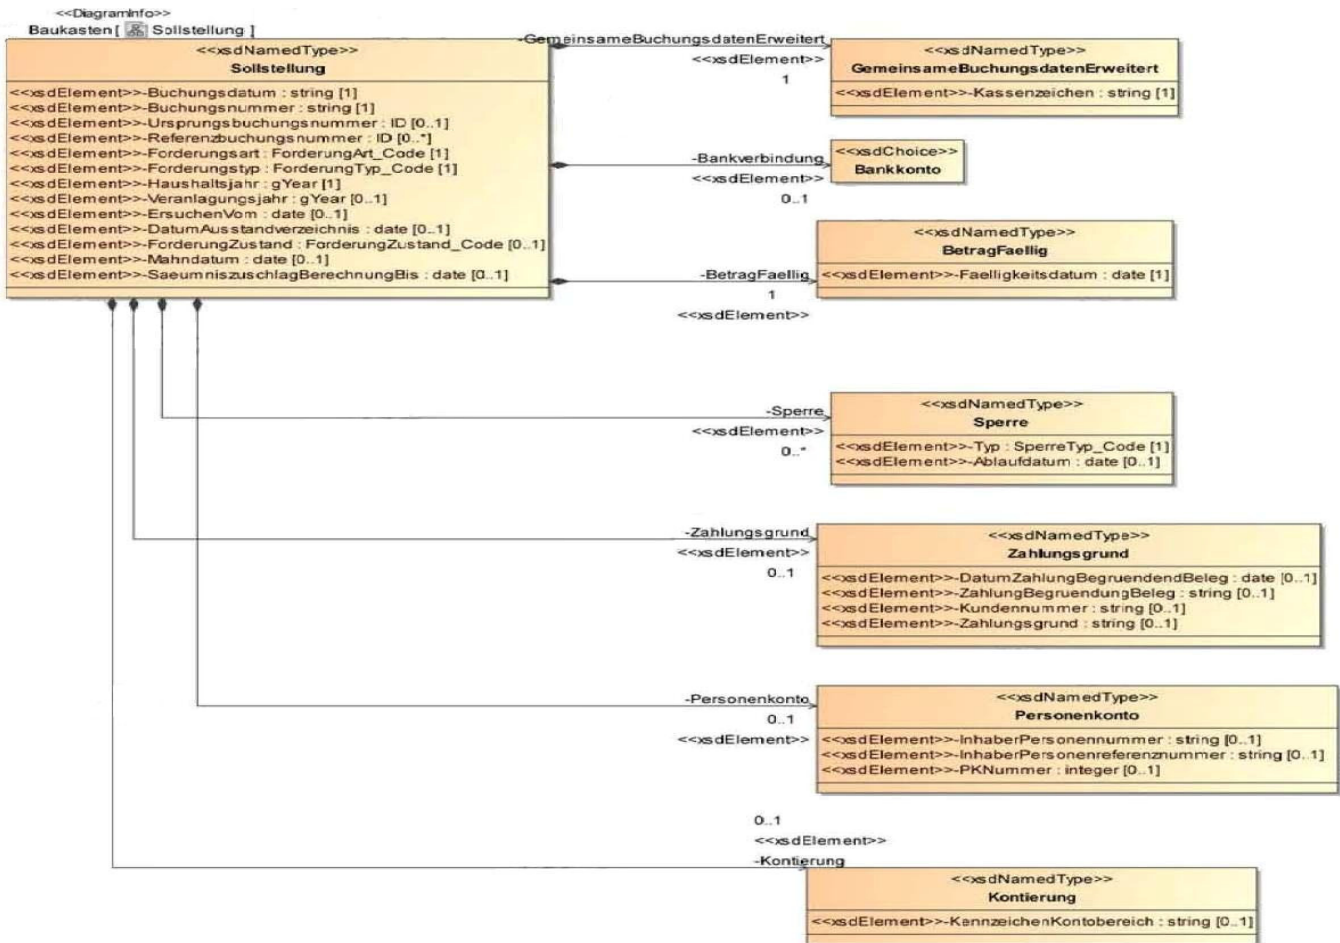 <<DiagramInfo>>
Baukasten [ Sollstellung ]
<<xsdNamedType>>
Sollstellung
<<xsdElement>>-Buchungsdatum : string [1]
<<xsdElement>>-Buchungsnummer : string [1]
<<xsdElement>>-Ursprungsbuchungsnummer : ID [0..1]
<<xsdElement>>-Referenzbuchungsnummer : ID [0..*]
<<xsdElement>>-Forderungsart : ForderungArt_Code [1]
<<xsdElement>>-Forderungstyp : ForderungTyp_Code [1]
<<xsdElement>>-Haushaltsjahr : gYear [1]
<<xsdElement>>-Veranlagungsjahr : gYear [0..1]
<<xsdElement>>-ErsuchenVom : date [0..1]
<<xsdElement>>-DatumAusstandverzeichnis : date [0..1]
<<xsdElement>>-ForderungZustand : ForderungZustand_Code [0..1]
<<xsdElement>>-Mahndatum : date [0..1]
<<xsdElement>>-SaeumniszuschlagBerechnungBis : date [0..1]
-GemeinsameBuchungsdatenErweitert
<<xsdElement>>
1
<<xsdNamedType>>
GemeinsameBuchungsdatenErweitert
<<xsdElement>>-Kassenzeichen : string [1]
-Bankverbindung
<<xsdElement>>
0..1
<<xsdChoice>>
Bankkonto
-BetragFaellig
1
<<xsdElement>>
<<xsdNamedType>>
BetragFaellig
<<xsdElement>>-Faelligkeitsdatum : date [1]
-Sperre
<<xsdElement>>
0..*
<<xsdNamedType>>
Sperre
<<xsdElement>>-Typ : SperreTyp_Code [1]
<<xsdElement>>-Ablaufdatum : date [0..1]
-Zahlungsgrund
<<xsdElement>>
0..1
<<xsdNamedType>>
Zahlungsgrund
<<xsdElement>>-DatumZahlungBegruendendBeleg : date [0..1]
<<xsdElement>>-ZahlungBegruendungBeleg : string [0..1]
<<xsdElement>>-Kundennummer : string [0..1]
<<xsdElement>>-Zahlungsgrund : string [0..1]
-Personenkonto
0..1
<<xsdElement>>
<<xsdNamedType>>
Personenkonto
<<xsdElement>>-InhaberPersonennummer : string [0..1]
<<xsdElement>>-InhaberPersonenreferenznummer : string [0..1]
<<xsdElement>>-PKNummer : integer [0..1]
0..1
<<xsdElement>>
-Kontierung
<<xsdNamedType>>
Kontierung
<<xsdElement>>-KennzeichenKontobereich : string [0..1]